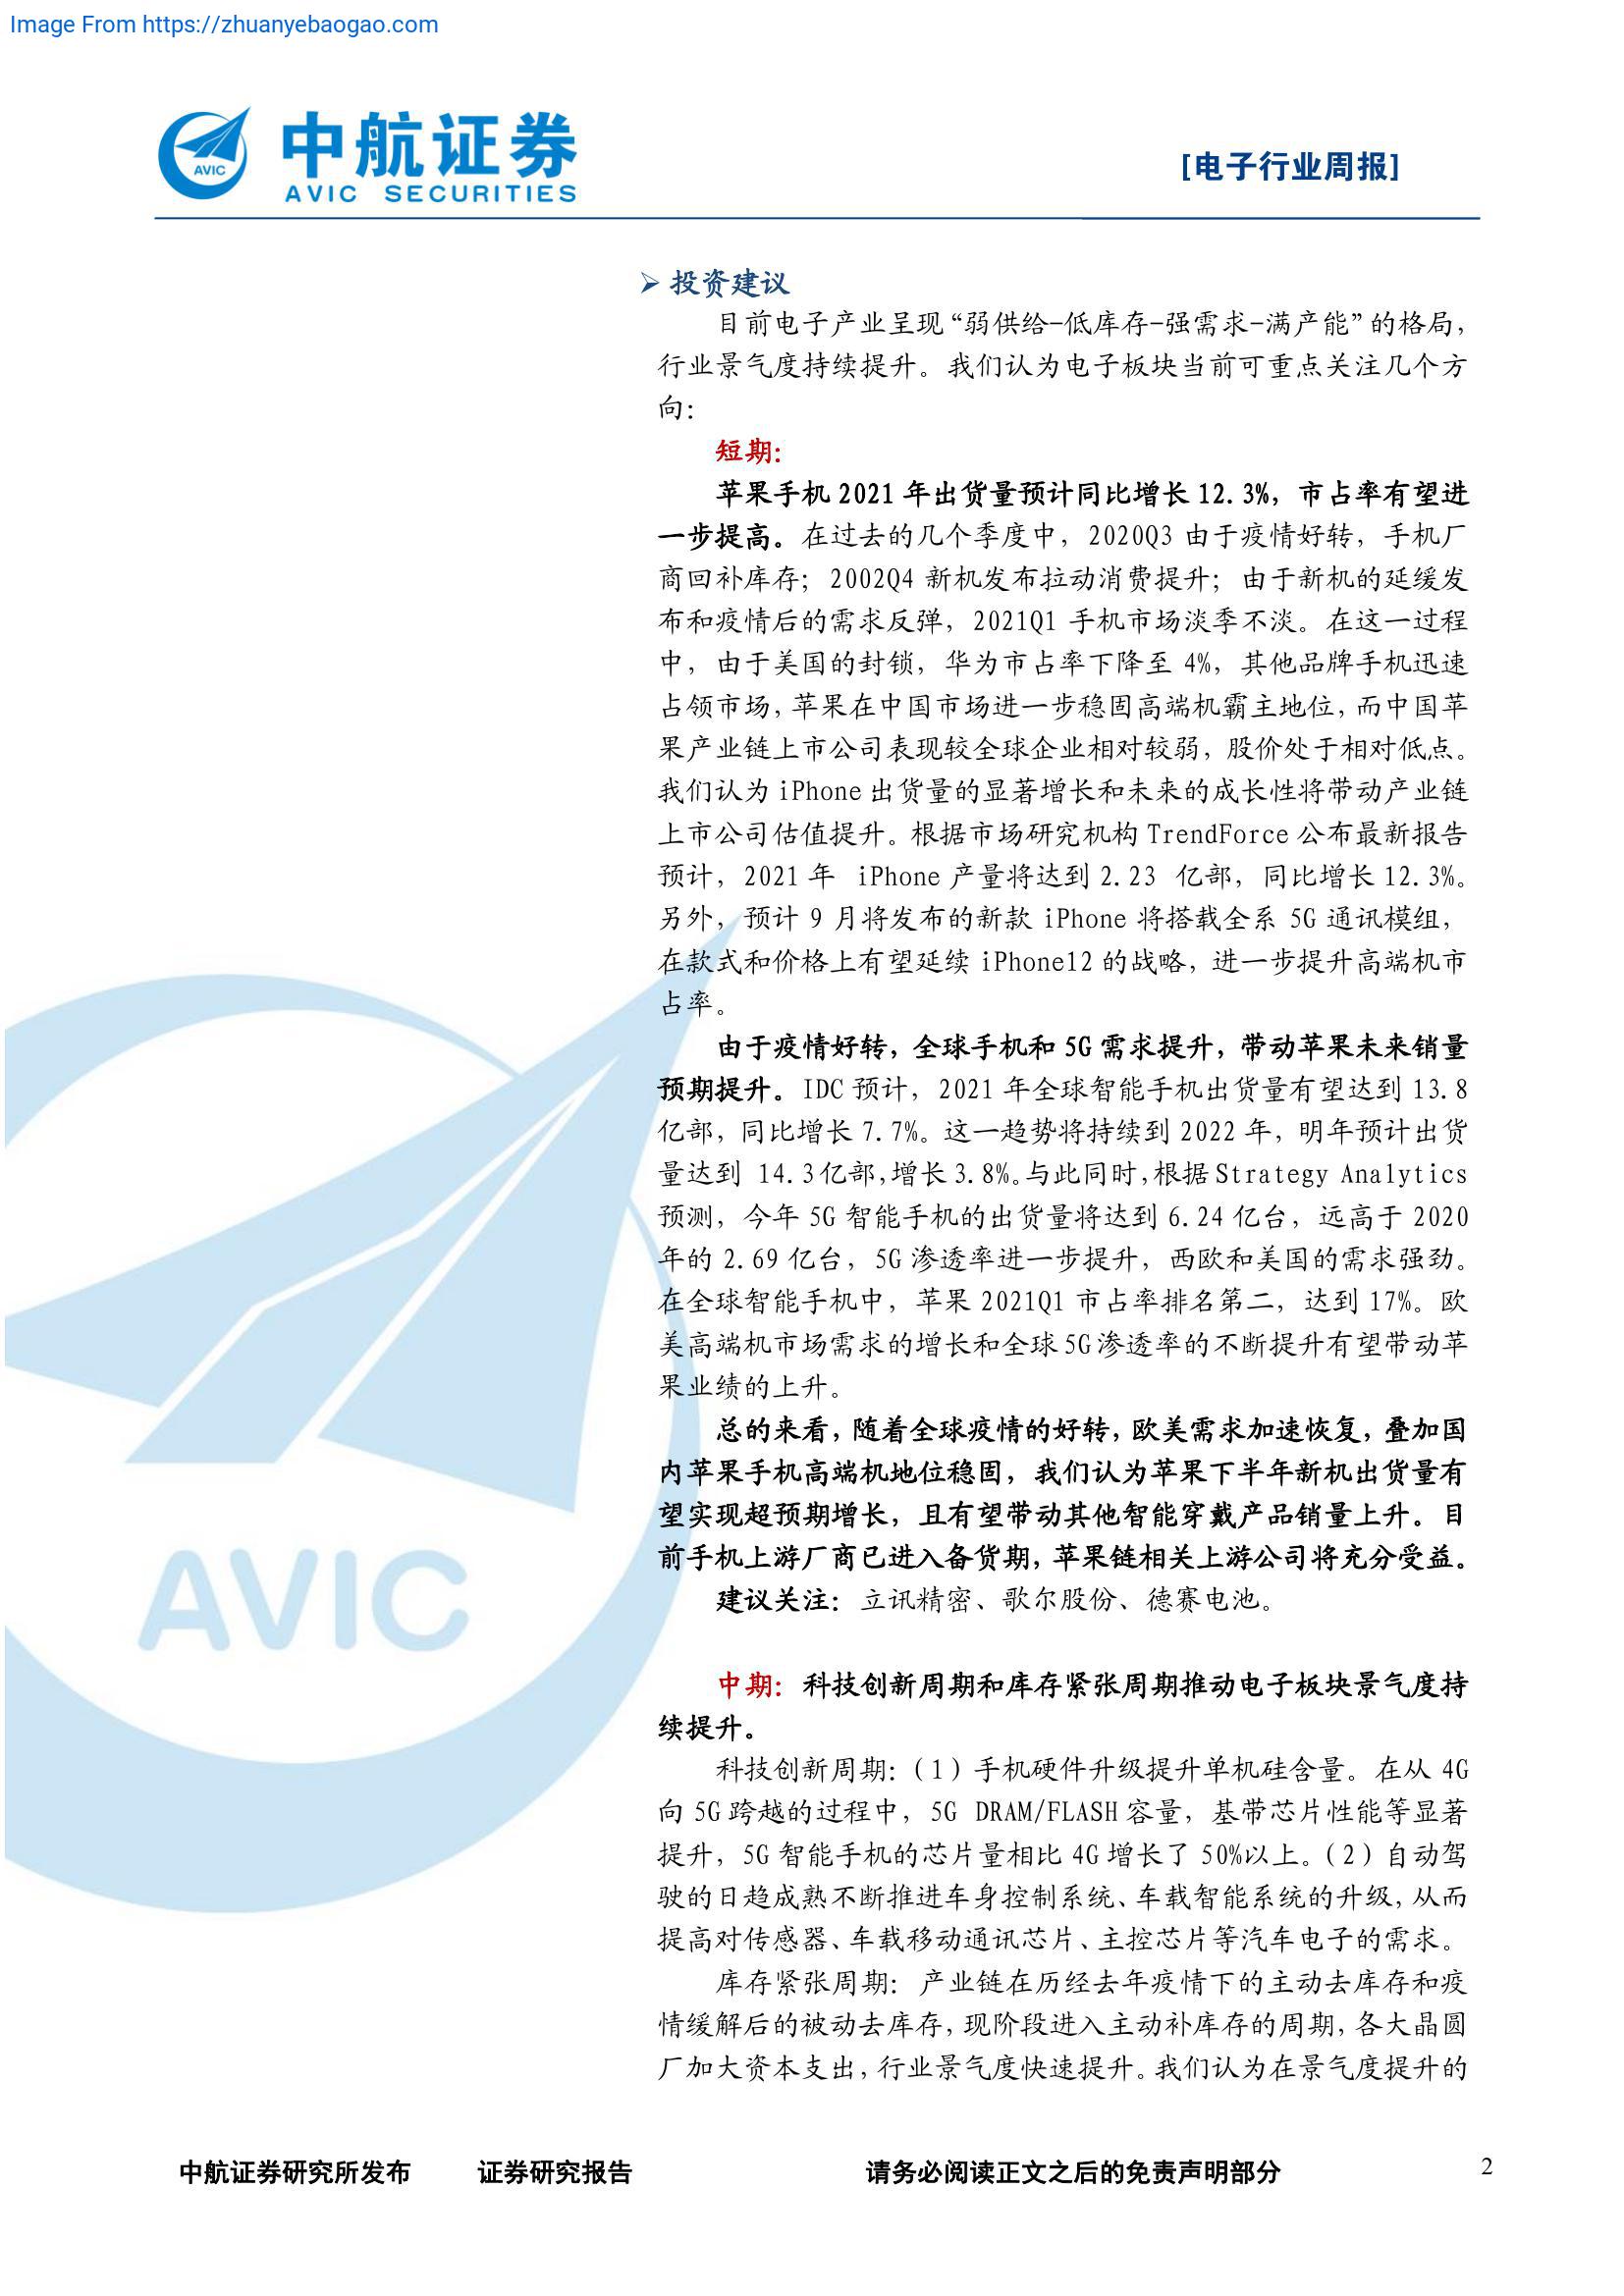 Image From https://zhuanyebaogao.com
AVIC
中航证券
AVIC SECURITIES
[电子行业周报]
投资建议
目前电子产业呈现“弱供给-低库存-强需求-满产能”的格局，
行业景气度持续提升。我们认为电子板块当前可重点关注几个方
向：
短期：
苹果手机 2021 年出货量预计同比增长 12.3%，市占率有望进
一步提高。在过去的几个季度中，2020Q3 由于疫情好转，手机厂
商回补库存；2002Q4 新机发布拉动消费提升；由于新机的延缓发
布和疫情后的需求反弹，2021Q1 手机市场淡季不淡。在这一过程
中，由于美国的封锁，华为市占率下降至 4%，其他品牌手机迅速
占领市场，苹果在中国市场进一步稳固高端机霸主地位，而中国苹
果产业链上市公司表现较全球企业相对较弱，股价处于相对低点。
我们认为 iPhone 出货量的显著增长和未来的成长性将带动产业链
上市公司估值提升。根据市场研究机构 TrendForce 公布最新报告
预计，2021 年 iPhone 产量将达到 2.23 亿部，同比增长 12.3%。
另外，预计 9 月将发布的新款 iPhone 将搭载全系 5G 通讯模组，
在款式和价格上有望延续 iPhone12 的战略，进一步提升高端机市
占率。
由于疫情好转，全球手机和 5G 需求提升，带动苹果未来销量
预期提升。IDC 预计，2021 年全球智能手机出货量有望达到 13.8
亿部，同比增长 7.7%。这一趋势将持续到 2022 年，明年预计出货
量达到 14.3 亿部，增长 3.8%。与此同时，根据 Strategy Analytics
预测，今年 5G 智能手机的出货量将达到 6.24 亿台，远高于 2020
年的 2.69 亿台，5G 渗透率进一步提升，西欧和美国的需求强劲。
在全球智能手机中，苹果 2021Q1 市占率排名第二，达到 17%。欧
美高端机市场需求的增长和全球 5G 渗透率的不断提升有望带动苹
果业绩的上升。
总的来看，随着全球疫情的好转，欧美需求加速恢复，叠加国
内苹果手机高端机地位稳固，我们认为苹果下半年新机出货量有
望实现超预期增长，且有望带动其他智能穿戴产品销量上升。目
前手机上游厂商已进入备货期，苹果链相关上游公司将充分受益。
建议关注：立讯精密、歌尔股份、德赛电池。
中期：科技创新周期和库存紧张周期推动电子板块景气度持
续提升。
科技创新周期：（1）手机硬件升级提升单机硅含量。在从 4G
向 5G 跨越的过程中，5G DRAM/FLASH 容量，基带芯片性能等显著
提升，5G 智能手机的芯片量相比 4G 增长了 50%以上。（2）自动驾
驶的日趋成熟不断推进车身控制系统、车载智能系统的升级，从而
提高对传感器、车载移动通讯芯片、主控芯片等汽车电子的需求。
库存紧张周期：产业链在历经去年疫情下的主动去库存和疫
情缓解后的被动去库存，现阶段进入主动补库存的周期，各大晶圆
厂加大资本支出，行业景气度快速提升。我们认为在景气度提升的
AVIC
中航证券研究所发布 证券研究报告 请务必阅读正文之后的免责声明部分 2